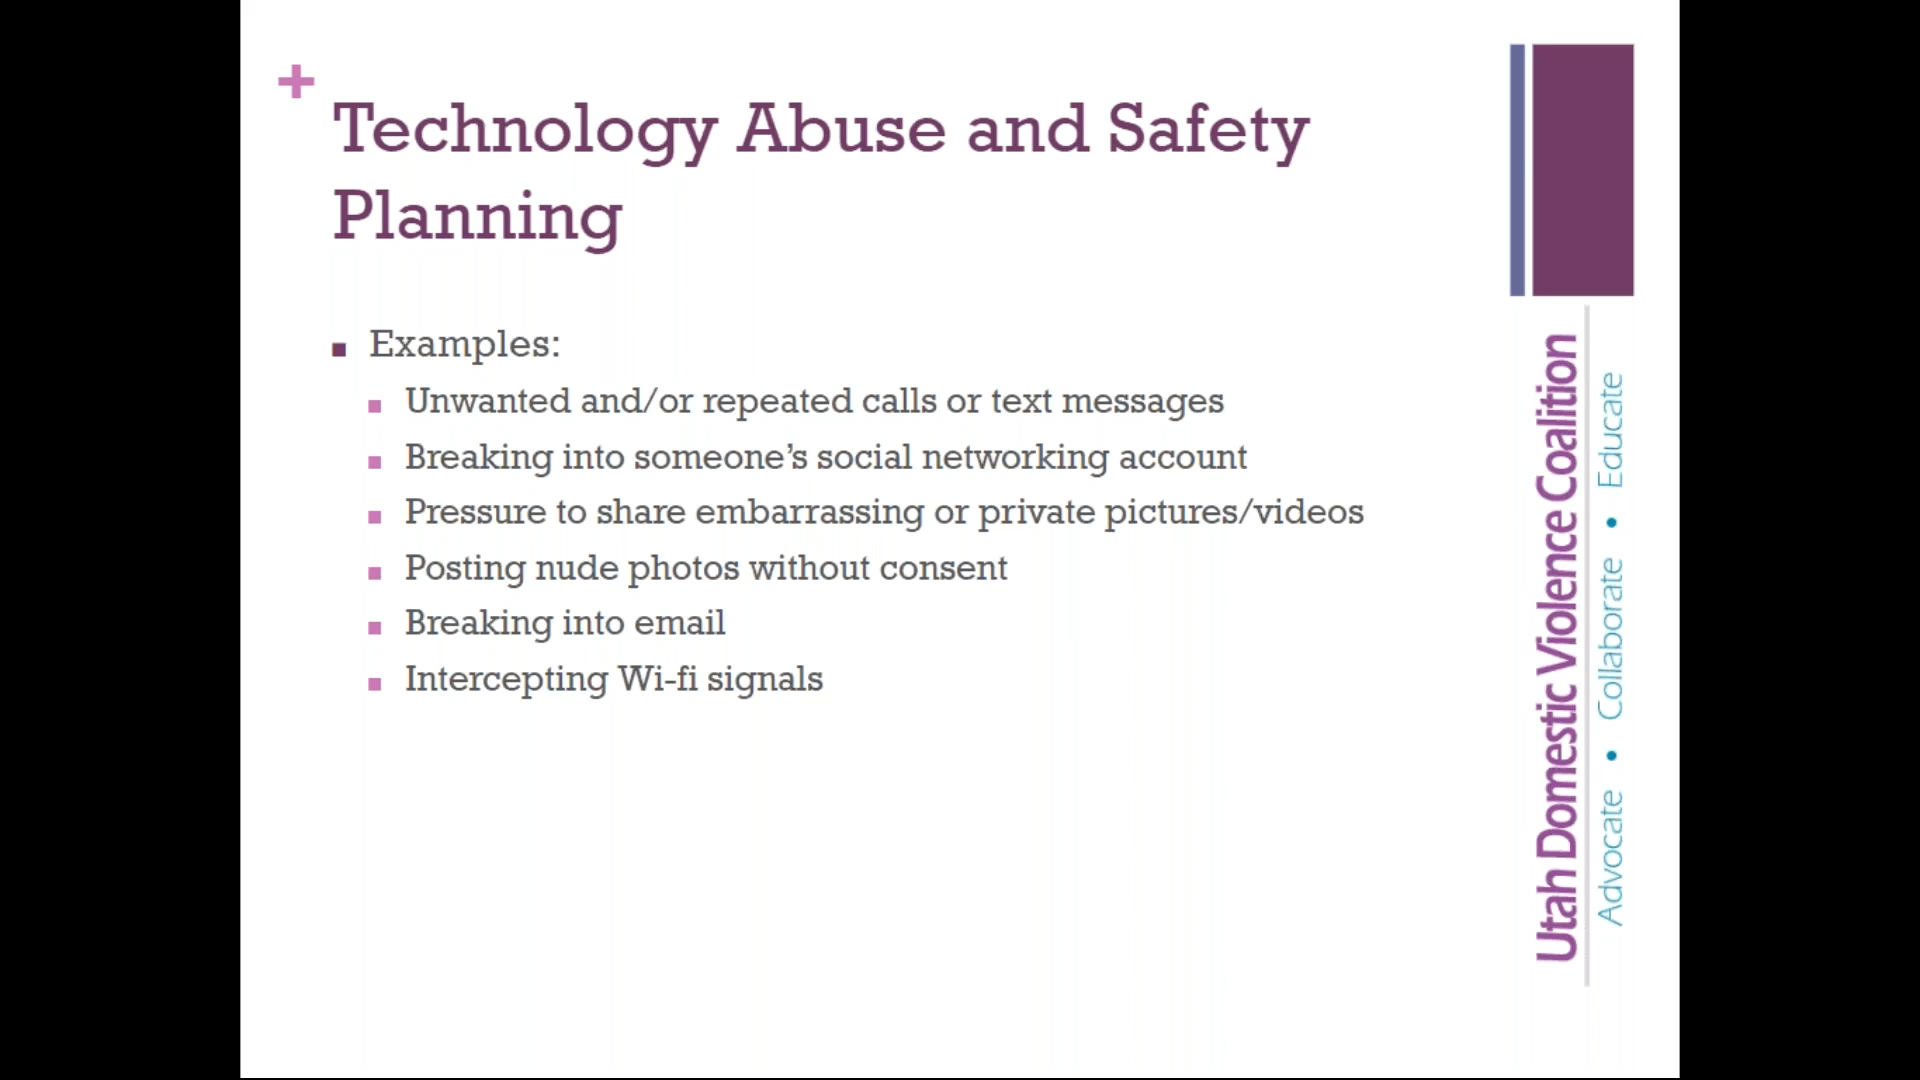 +
Technology Abuse and Safety
Planning
Examples:
Unwanted and/or repeated calls or text messages
Breaking into someone’s social networking account
Pressure to share embarrassing or private pictures/videos
Posting nude photos without consent
Breaking into email
Intercepting Wi-fi signals
Utah Domestic Violence Coalition
Advocate • Collaborate • Educate